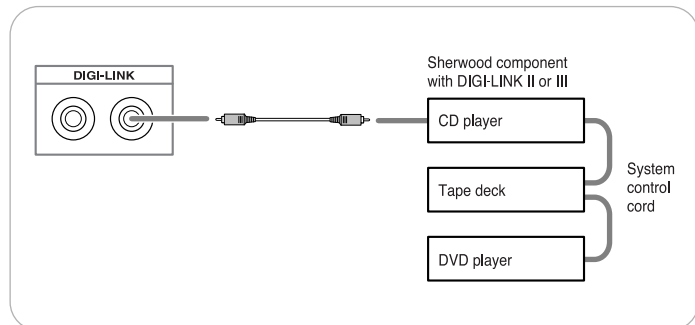 DIGI-LINK
Sherwood component
with DIGI-LINK II or III
CD player
Tape deck
DVD player
System
control
cord